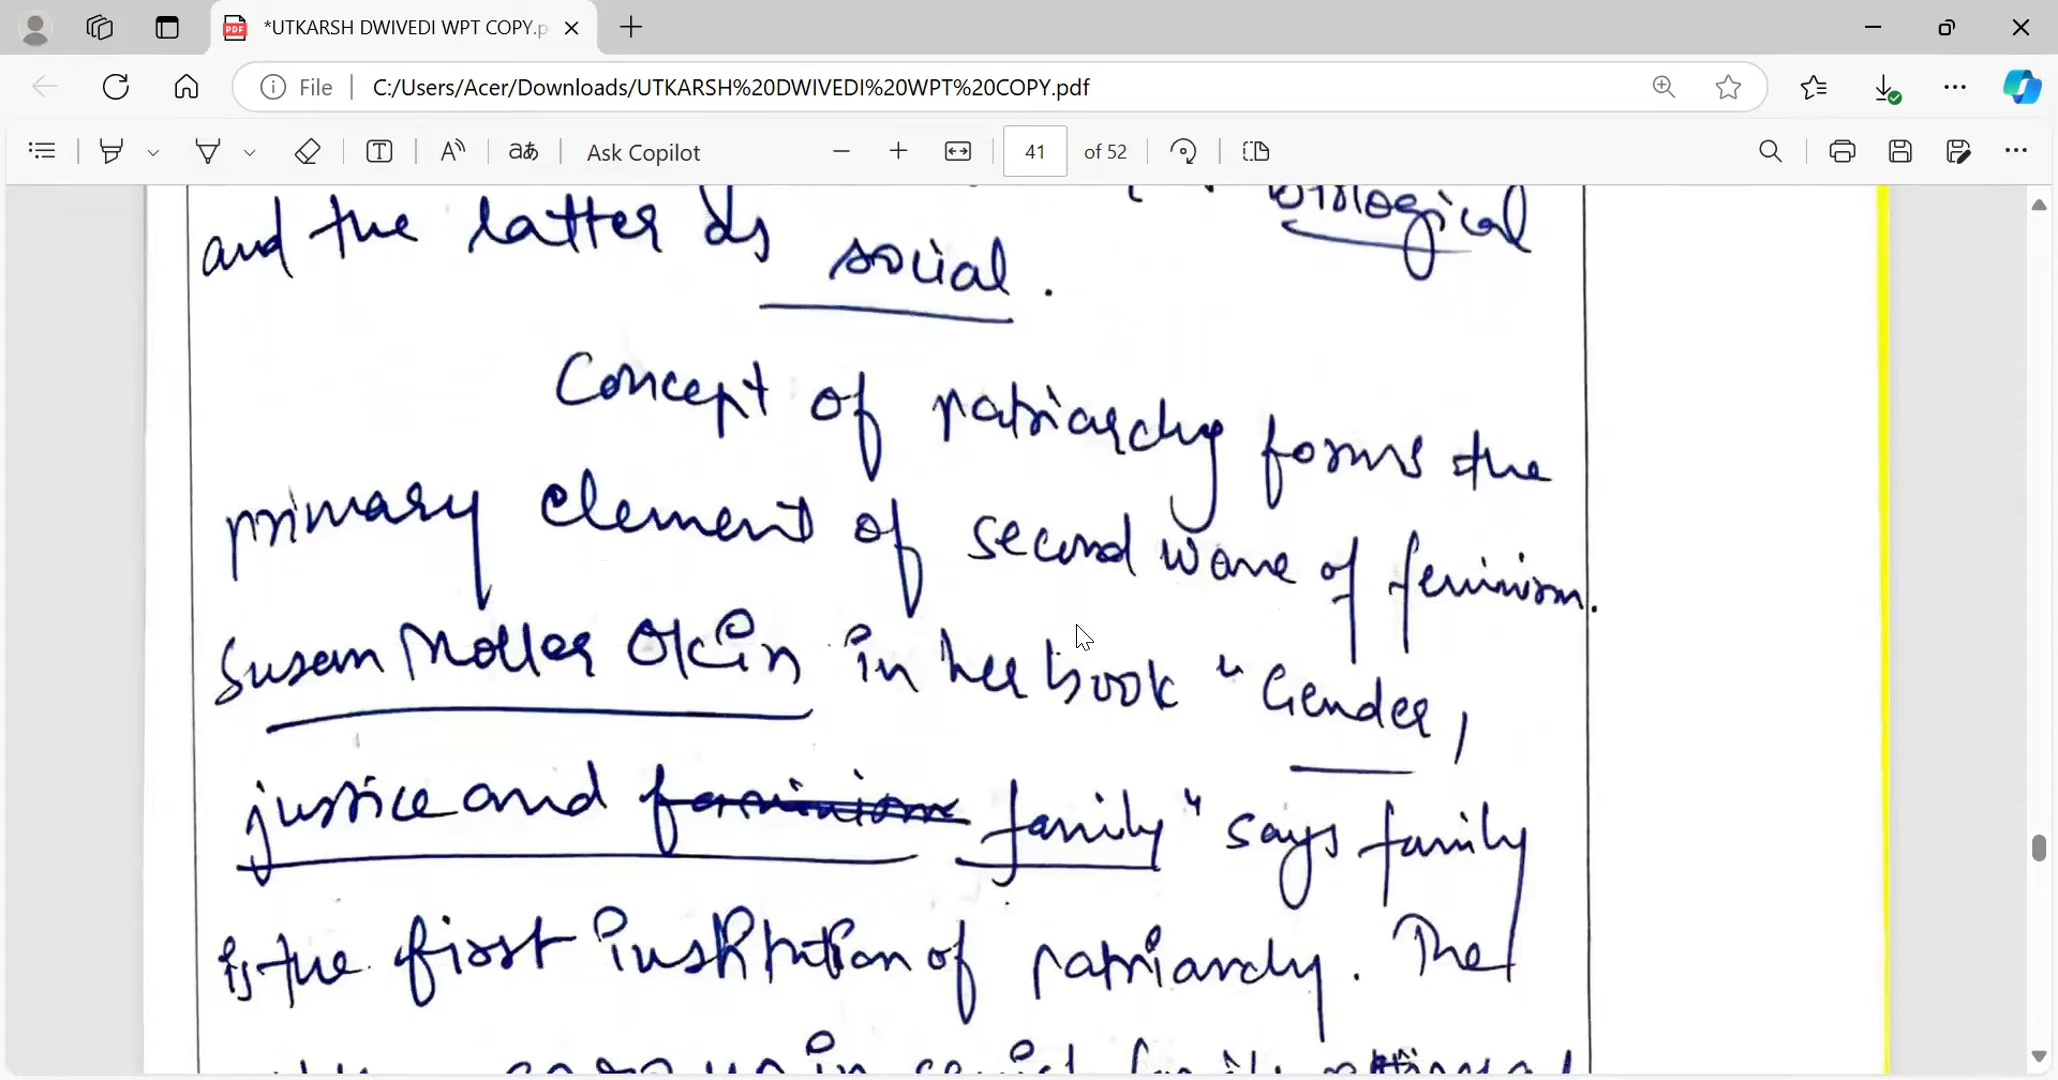 *UTKARSH DWIVEDI WPT COPY.p
File
C:/Users/Acer/Downloads/UTKARSH%20DWIVEDI%20WPT%20COPY.pdf
Ask Copilot
41 of 52
biological
and the latter is social.
Concept of patriarchy forms the
primary element of second wave of feminism.
Susan Moller Okin in her book "Gender,
justice and feminism family" says family
is the first institution of patriarchy. The